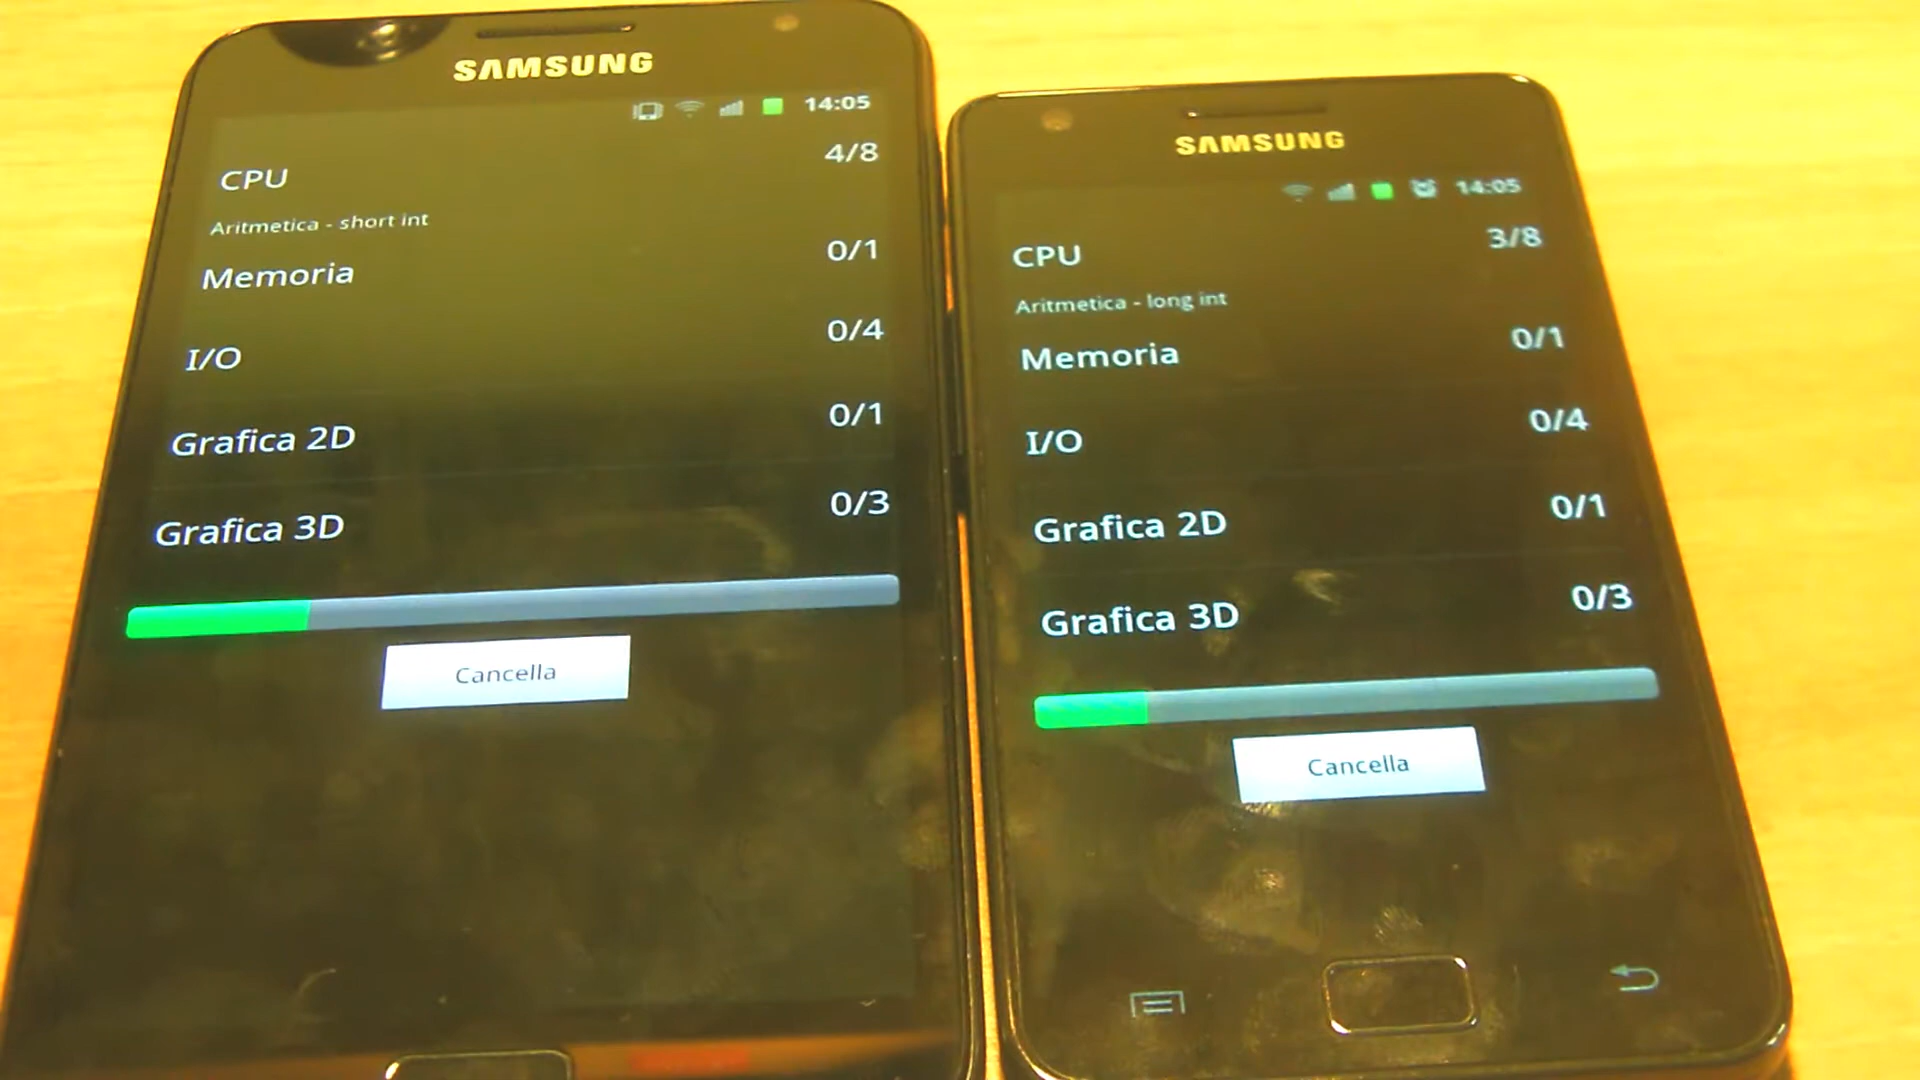 SAMSUNG
14:05
CPU 4/8
Aritmetica - short int
Memoria 0/1
I/O 0/4
Grafica 2D 0/1
Grafica 3D 0/3
Cancella
SAMSUNG
14:05
CPU 3/8
Aritmetica - long int
Memoria 0/1
I/O 0/4
Grafica 2D 0/1
Grafica 3D 0/3
Cancella